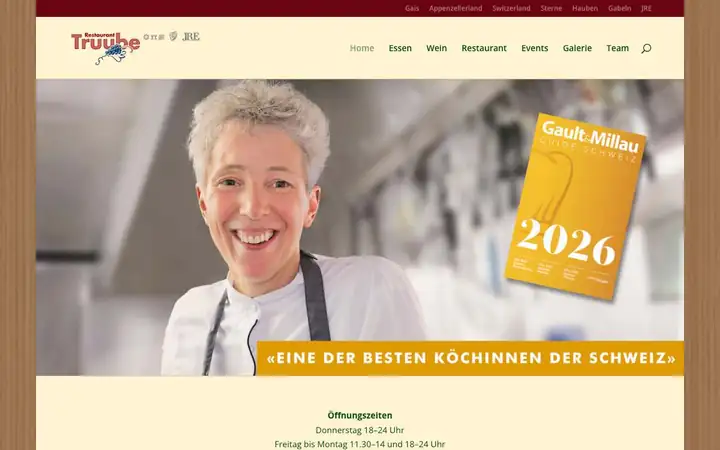 Gais Appenzellerland Switzerland Sterne Hauben Gabeln JRE
Restaurant
Truube
JRE
Home Essen Wein Restaurant Events Galerie Team
Gault&Millau
GUIDE SCHWEIZ
2026
«EINE DER BESTEN KÖCHINNEN DER SCHWEIZ»
Öffnungszeiten
Donnerstag 18–24 Uhr
Freitag bis Montag 11.30–14 und 18–24 Uhr